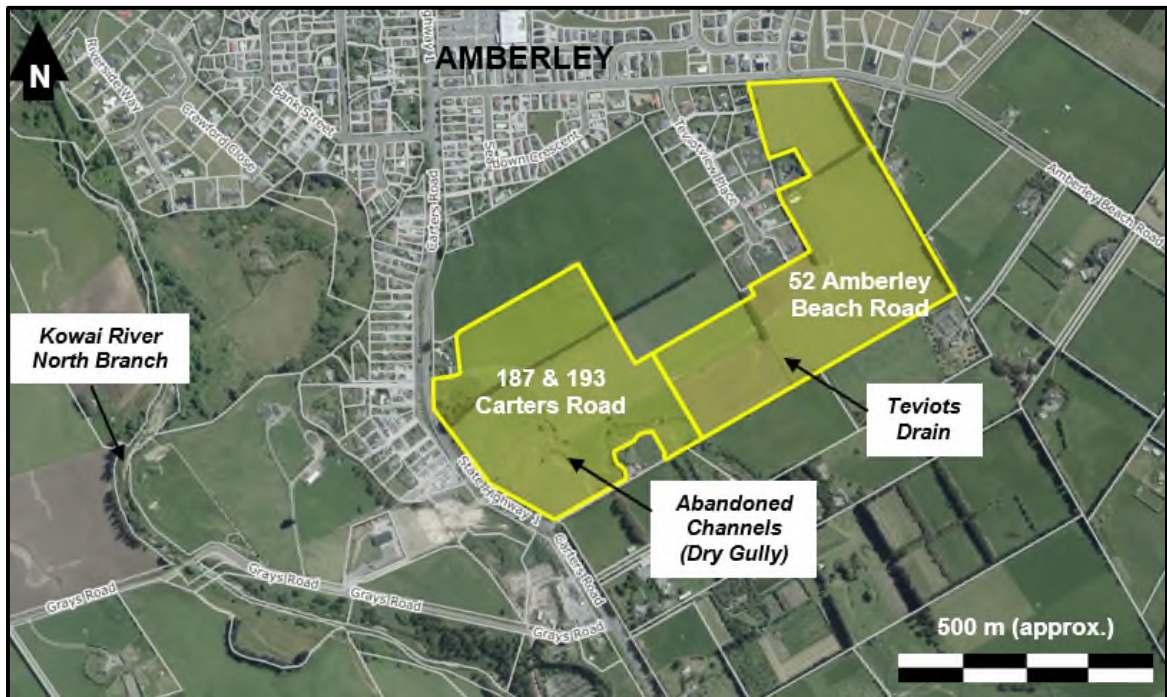 N
AMBERLEY
Riverside Way
Crawford Close
Bank Street
Carters Road
Teviotview Place
Amberley Beach Road
52 Amberley
Beach Road
Kowai River
North Branch
187 & 193
Carters Road
Teviots
Drain
State Highway 1
Abandoned
Channels
(Dry Gully)
Carters Road
Grays Road
Grays Road
Grays Road
Grays Road
500 m (approx.)